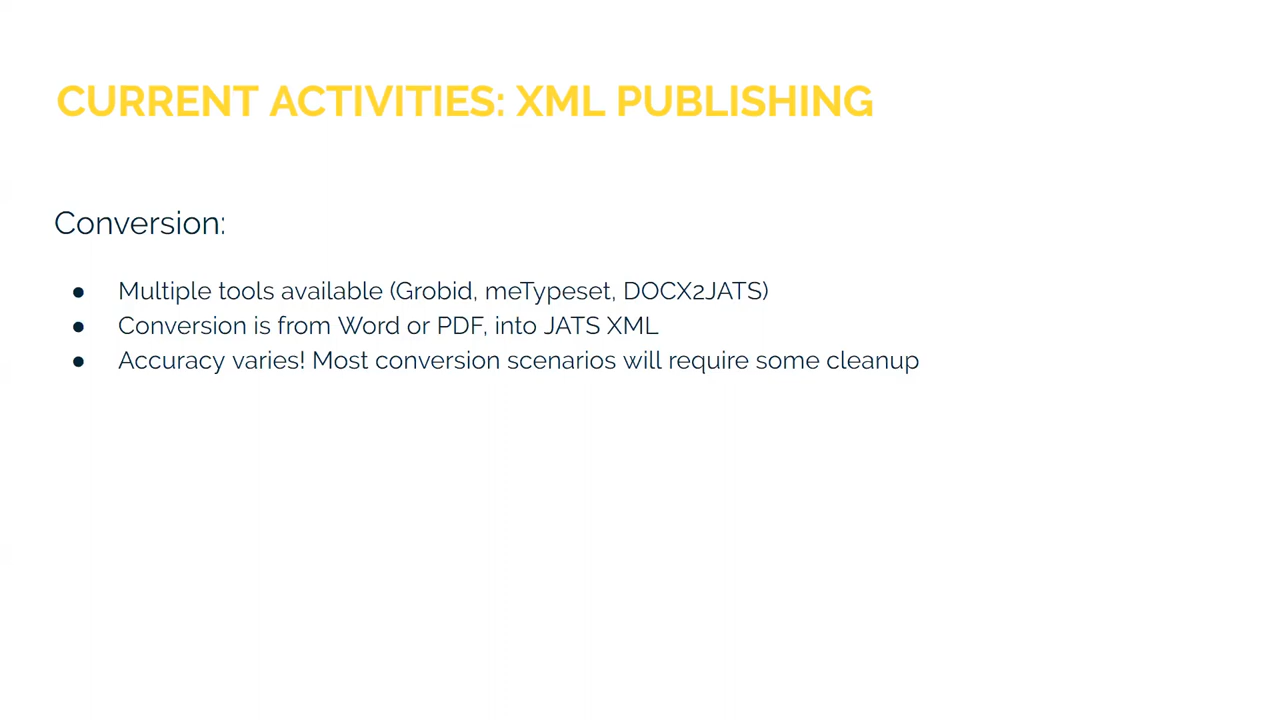 CURRENT ACTIVITIES: XML PUBLISHING
Conversion:
● Multiple tools available (Grobid, meTypeset, DOCX2JATS)
● Conversion is from Word or PDF, into JATS XML
● Accuracy varies! Most conversion scenarios will require some cleanup